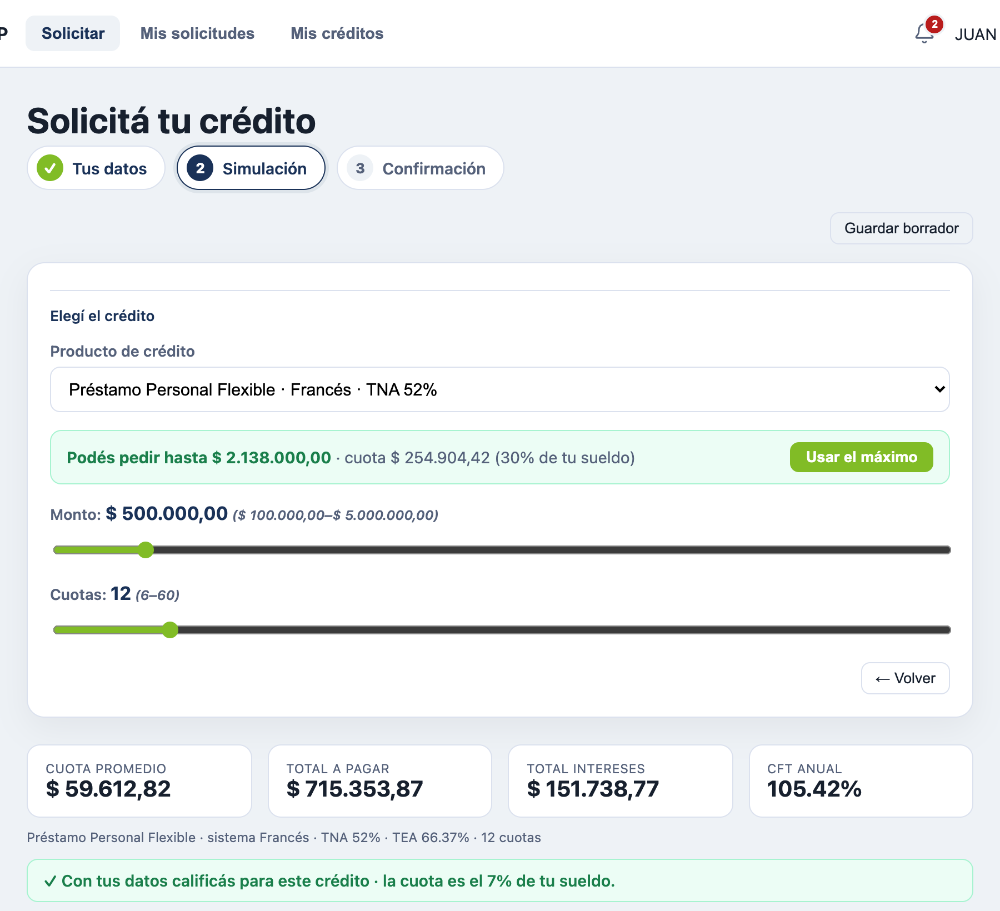 P Solicitar Mis solicitudes Mis créditos 2 JUAN
Solicitá tu crédito
Tus datos 2 Simulación 3 Confirmación
Guardar borrador
Elegí el crédito
Producto de crédito
Préstamo Personal Flexible · Francés · TNA 52%
Podés pedir hasta $ 2.138.000,00 · cuota $ 254.904,42 (30% de tu sueldo) Usar el máximo
Monto: $ 500.000,00 ($ 100.000,00–$ 5.000.000,00)
Cuotas: 12 (6–60)
← Volver
CUOTA PROMEDIO TOTAL A PAGAR TOTAL INTERESES CFT ANUAL
$ 59.612,82 $ 715.353,87 $ 151.738,77 105.42%
Préstamo Personal Flexible · sistema Francés · TNA 52% · TEA 66.37% · 12 cuotas
✓ Con tus datos calificás para este crédito · la cuota es el 7% de tu sueldo.